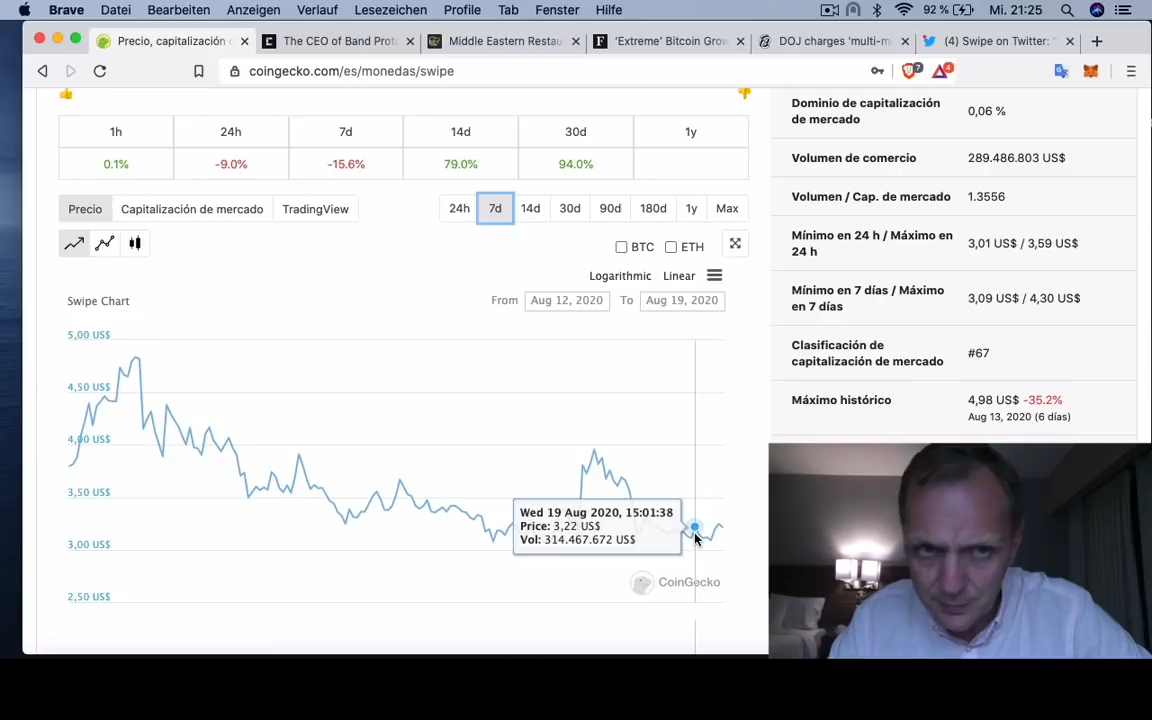 Brave Datei Bearbeiten Anzeigen Verlauf Lesezeichen Profile Tab Fenster Hilfe 92 % Mi. 21:25
Precio, capitalización The CEO of Band Prot Middle Eastern Restau 'Extreme' Bitcoin Grow DOJ charges 'multi-mi (4) Swipe on Twitter: "
coingecko.com/es/monedas/swipe 7 4
1h 24h 7d 14d 30d 1y
0.1% -9.0% -15.6% 79.0% 94.0%
Precio Capitalización de mercado TradingView 24h 7d 14d 30d 90d 180d 1y Max
BTC ETH
Logarithmic Linear
Swipe Chart From Aug 12, 2020 To Aug 19, 2020
5,00 US$
4,50 US$
4,00 US$
3,50 US$
3,00 US$
2,50 US$
Wed 19 Aug 2020, 15:01:38
Price: 3,22 US$
Vol: 314.467.672 US$
CoinGecko
Dominio de capitalización
de mercado 0,06 %
Volumen de comercio 289.486.803 US$
Volumen / Cap. de mercado 1.3556
Mínimo en 24 h / Máximo en
24 h 3,01 US$ / 3,59 US$
Mínimo en 7 días / Máximo
en 7 días 3,09 US$ / 4,30 US$
Clasificación de
capitalización de mercado #67
Máximo histórico 4,98 US$ -35.2%
Aug 13, 2020 (6 días)